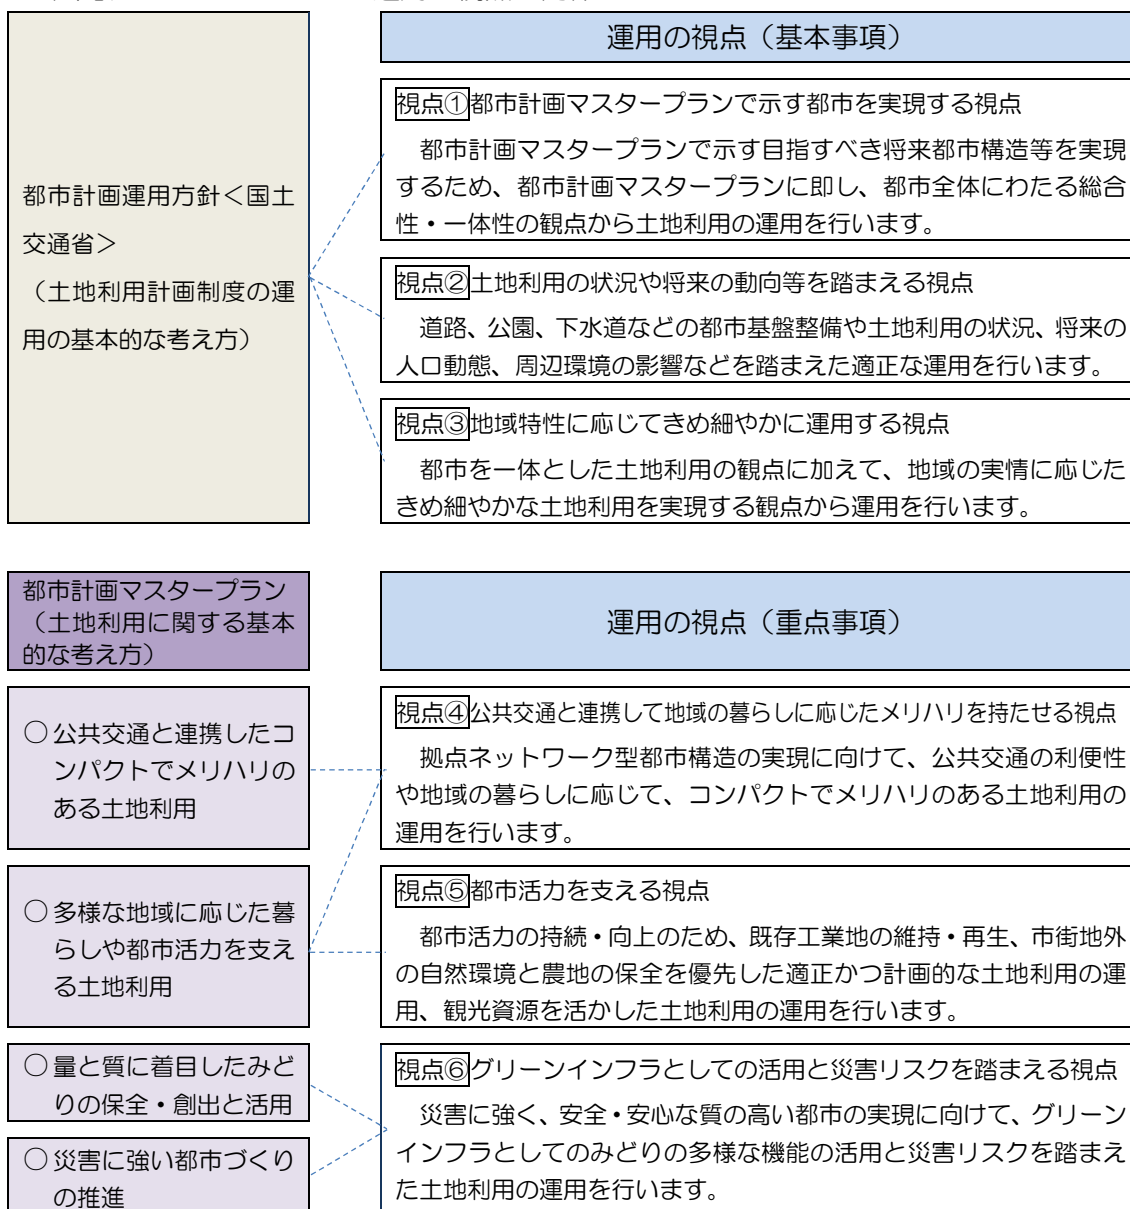 運用の視点（基本事項）
都市計画運用方針＜国土
交通省＞
（土地利用計画制度の運
用の基本的な考え方）
視点①都市計画マスタープランで示す都市を実現する視点
都市計画マスタープランで示す目指すべき将来都市構造等を実現
するため、都市計画マスタープランに即し、都市全体にわたる総合
性・一体性の観点から土地利用の運用を行います。
視点②土地利用の状況や将来の動向等を踏まえる視点
道路、公園、下水道などの都市基盤整備や土地利用の状況、将来の
人口動態、周辺環境の影響などを踏まえた適正な運用を行います。
視点③地域特性に応じてきめ細やかに運用する視点
都市を一体とした土地利用の観点に加えて、地域の実情に応じた
きめ細やかな土地利用を実現する観点から運用を行います。
都市計画マスタープラン
（土地利用に関する基本
的な考え方）
運用の視点（重点事項）
○公共交通と連携したコ
ンパクトでメリハリの
ある土地利用
視点④公共交通と連携して地域の暮らしに応じたメリハリを持たせる視点
拠点ネットワーク型都市構造の実現に向けて、公共交通の利便性
や地域の暮らしに応じて、コンパクトでメリハリのある土地利用の
運用を行います。
○多様な地域に応じた暮
らしや都市活力を支え
る土地利用
視点⑤都市活力を支える視点
都市活力の持続・向上のため、既存工業地の維持・再生、市街地外
の自然環境と農地の保全を優先した適正かつ計画的な土地利用の運
用、観光資源を活かした土地利用の運用を行います。
○量と質に着目したみど
りの保全・創出と活用
○災害に強い都市づくり
の推進
視点⑥グリーンインフラとしての活用と災害リスクを踏まえる視点
災害に強く、安全・安心な質の高い都市の実現に向けて、グリーン
インフラとしてのみどりの多様な機能の活用と災害リスクを踏まえ
た土地利用の運用を行います。